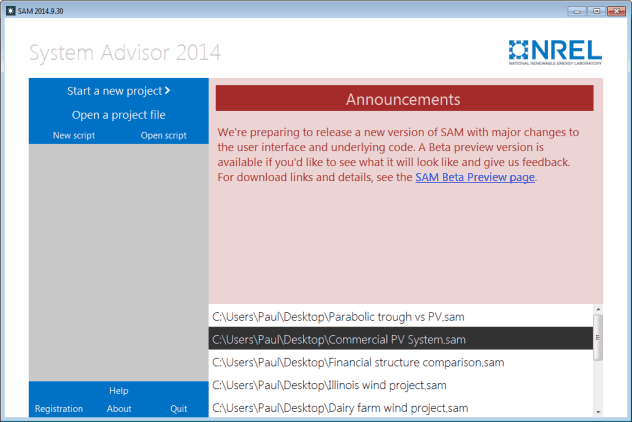 SAM 2014.9.30
System Advisor 2014
NREL
NATIONAL RENEWABLE ENERGY LABORATORY
Start a new project
Open a project file
New script Open script
Announcements
We're preparing to release a new version of SAM with major changes to
the user interface and underlying code. A Beta preview version is
available if you'd like to see what it will look like and give us feedback.
For download links and details, see the SAM Beta Preview page.
C:\Users\Paul\Desktop\Parabolic trough vs PV.sam
C:\Users\Paul\Desktop\Commercial PV System.sam
C:\Users\Paul\Desktop\Financial structure comparison.sam
C:\Users\Paul\Desktop\Illinois wind project.sam
C:\Users\Paul\Desktop\Dairy farm wind project.sam
Help
Registration About Quit